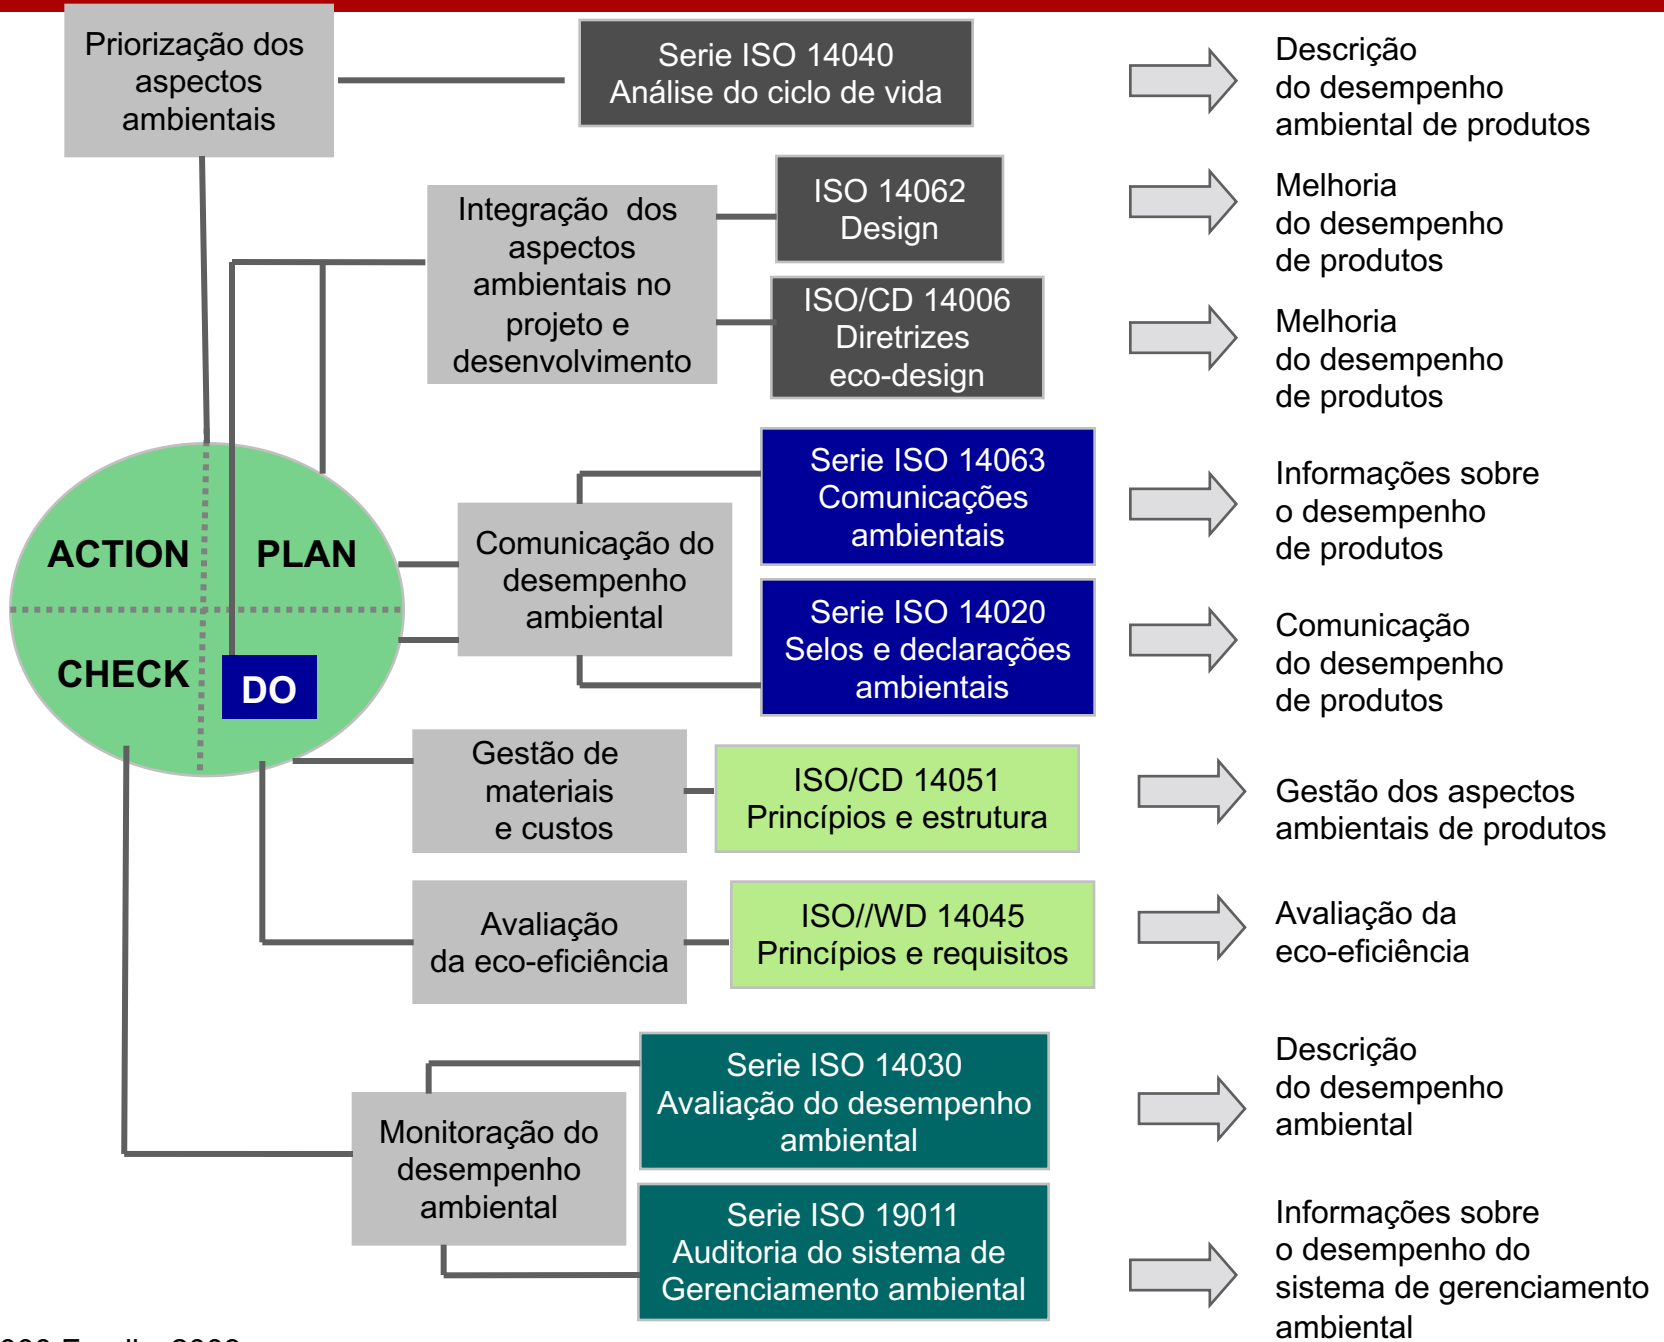 Priorização dos
aspectos
ambientais
Serie ISO 14040
Análise do ciclo de vida
Descrição
do desempenho
ambiental de produtos
Integração dos
aspectos
ambientais no
projeto e
desenvolvimento
ISO 14062
Design
Melhoria
do desempenho
de produtos
ISO/CD 14006
Diretrizes
eco-design
Melhoria
do desempenho
de produtos
ACTION
PLAN
CHECK
DO
Comunicação do
desempenho
ambiental
Serie ISO 14063
Comunicações
ambientais
Informações sobre
o desempenho
de produtos
Serie ISO 14020
Selos e declarações
ambientais
Comunicação
do desempenho
de produtos
Gestão de
materiais
e custos
ISO/CD 14051
Princípios e estrutura
Gestão dos aspectos
ambientais de produtos
Avaliação
da eco-eficiência
ISO//WD 14045
Princípios e requisitos
Avaliação da
eco-eficiência
Monitoração do
desempenho
ambiental
Serie ISO 14030
Avaliação do desempenho
ambiental
Descrição
do desempenho
ambiental
Serie ISO 19011
Auditoria do sistema de
Gerenciamento ambiental
Informações sobre
o desempenho do
sistema de gerenciamento
ambiental